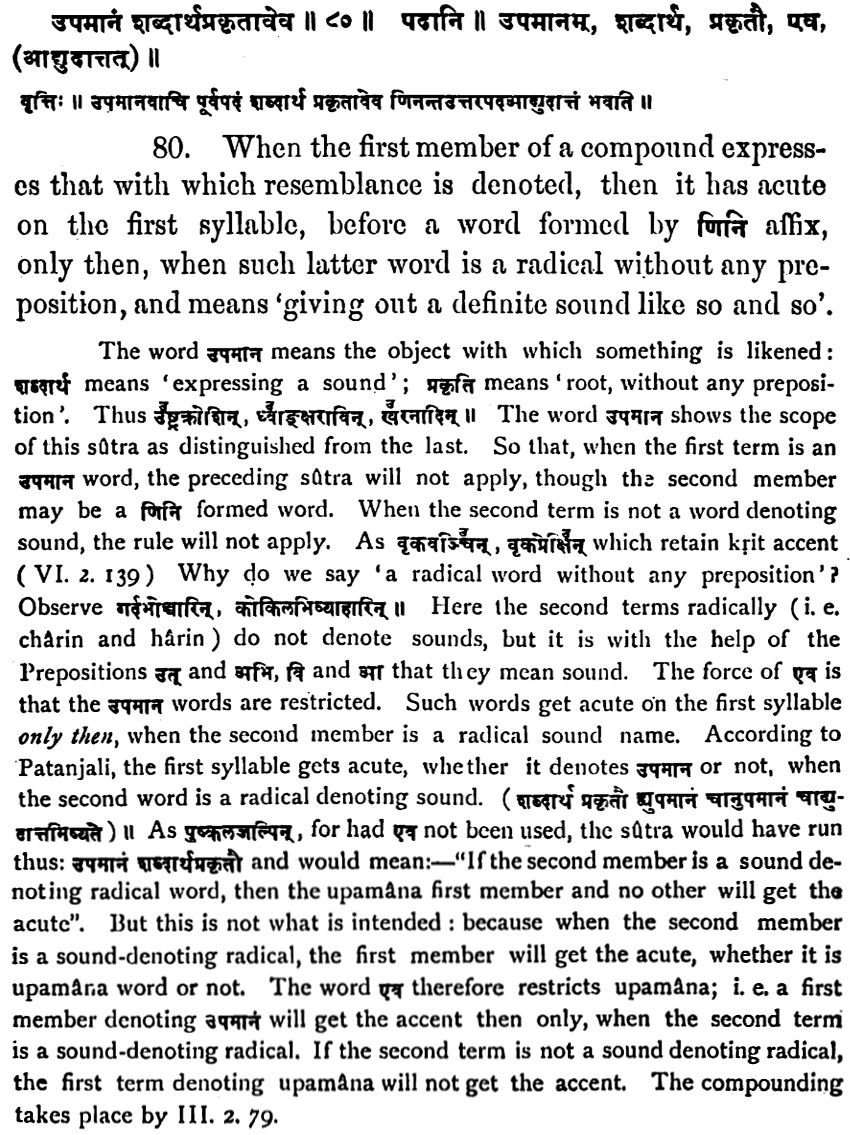 उपमानं शब्दार्थप्रकृतावेव ॥ ८० ॥ पदानि ॥ उपमानम्, शब्दार्थ, प्रकृतौ, एव,
(आद्युदात्तत्) ॥
वृत्तिः ॥ उपमानवाचि पूर्वपदं शब्दार्थ प्रकृतावेव णिनन्तउत्तरपदआद्युदात्तं भवति ॥
80. When the first member of a compound express-
es that with which resemblance is denoted, then it has acute
on the first syllable, before a word formed by णिनि affix,
only then, when such latter word is a radical without any pre-
position, and means ‘giving out a definite sound like so and so’.
The word उपमान means the object with which something is likened:
शब्दार्थ means ‘expressing a sound’; प्रकृति means ‘root, without any preposi-
tion’. Thus उँष्ट्रक्रोशिन्, ध्वाँङ्क्षराविन्, खँरनादिम् ॥ The word उपमान shows the scope
of this sûtra as distinguished from the last. So that, when the first term is an
उपमान word, the preceding sûtra will not apply, though the second member
may be a णिनि formed word. When the second term is not a word denoting
sound, the rule will not apply. As वृकवञ्चिँन्, वृकप्रेक्षिँन् which retain kṛit accent
( VI. 2. 139 ) Why do we say ‘a radical word without any preposition’?
Observe गर्दभोच्चारिन्, कोकिलभिव्याहारिन् ॥ Here the second terms radically ( i. e.
chârin and hârin ) do not denote sounds, but it is with the help of the
Prepositions उत् and अभि, वि and आ that they mean sound. The force of एव is
that the उपमान words are restricted. Such words get acute on the first syllable
only then, when the second member is a radical sound name. According to
Patanjali, the first syllable gets acute, whether it denotes उपमान or not, when
the second word is a radical denoting sound. ( शब्दार्थ प्रकृतौ ह्युपमानं चानुपमानं चाद्यु-
दात्तमिष्यते ) ॥ As पुष्कलजल्पिन्, for had एव not been used, the sûtra would have run
thus: उपमानं शब्दार्थप्रकृतौ and would mean:—“If the second member is a sound de-
noting radical word, then the upamâna first member and no other will get the
acute”. But this is not what is intended : because when the second member
is a sound-denoting radical, the first member will get the acute, whether it is
upamâna word or not. The word एव therefore restricts upamâna; i. e. a first
member denoting उपमानं will get the accent then only, when the second term
is a sound-denoting radical. If the second term is not a sound denoting radical,
the first term denoting upamâna will not get the accent. The compounding
takes place by III. 2. 79.